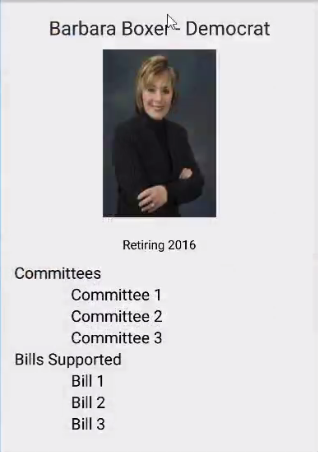 Barbara Boxer - Democrat
Retiring 2016
Committees
Committee 1
Committee 2
Committee 3
Bills Supported
Bill 1
Bill 2
Bill 3